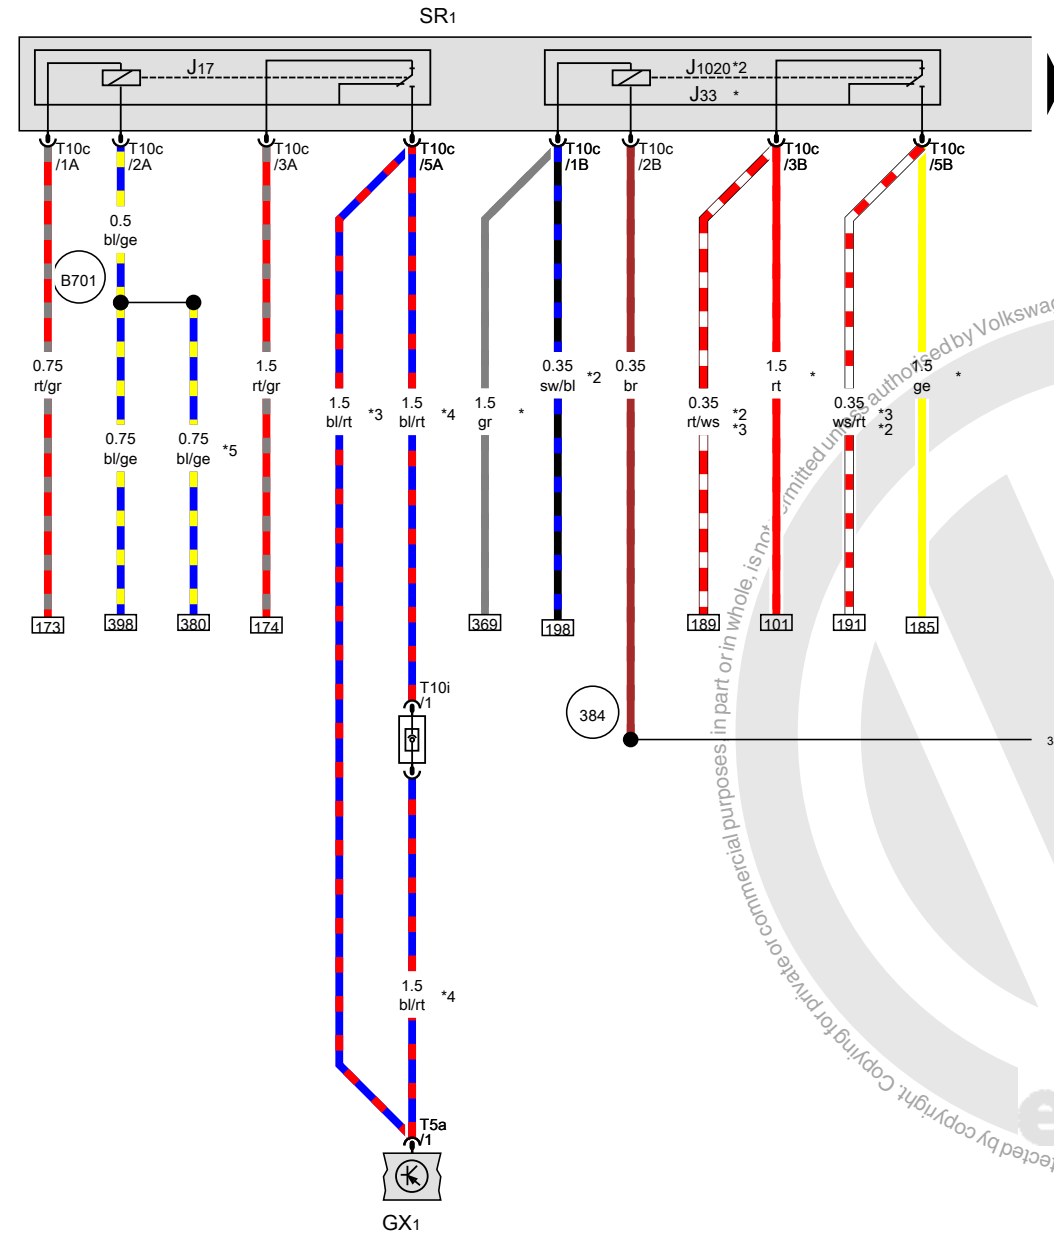 SR1
J17
J1020 *2
J33 *
T10c
/1A
T10c
/2A
T10c
/3A
T10c
/5A
T10c
/1B
T10c
/2B
T10c
/3B
T10c
/5B
0.5
bl/ge
B701
0.75
rt/gr
1.5
rt/gr
0.35
sw/bl
*2
0.35
br
1.5
rt
*
1.5
ge
*
1.5
bl/rt
*3
1.5
bl/rt
*4
1.5
gr
*
0.35
rt/ws
*2
*3
0.35
ws/rt
*3
*2
0.75
bl/ge
0.75
bl/ge
*5
173
398
380
174
369
198
189
101
191
185
T10i
/1
384
3
1.5
bl/rt
*4
T5a
/1
GX1
tected by copyright. Copying for private or commercial purposes, in part or in whole, is not permitted unless authorised by Volkswag